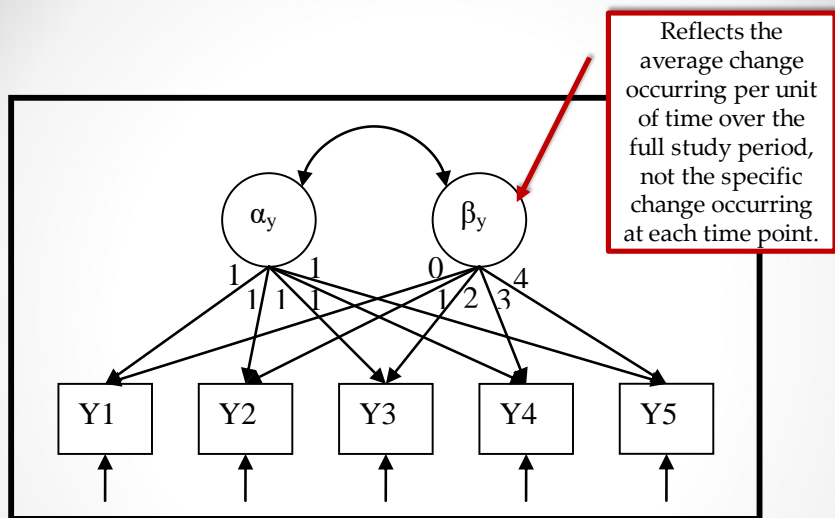 Reflects the
average change
occurring per unit
of time over the
full study period,
not the specific
change occurring
at each time point.
αy βy
1 1 0 4
1 1 1 1 2 3
Y1 Y2 Y3 Y4 Y5